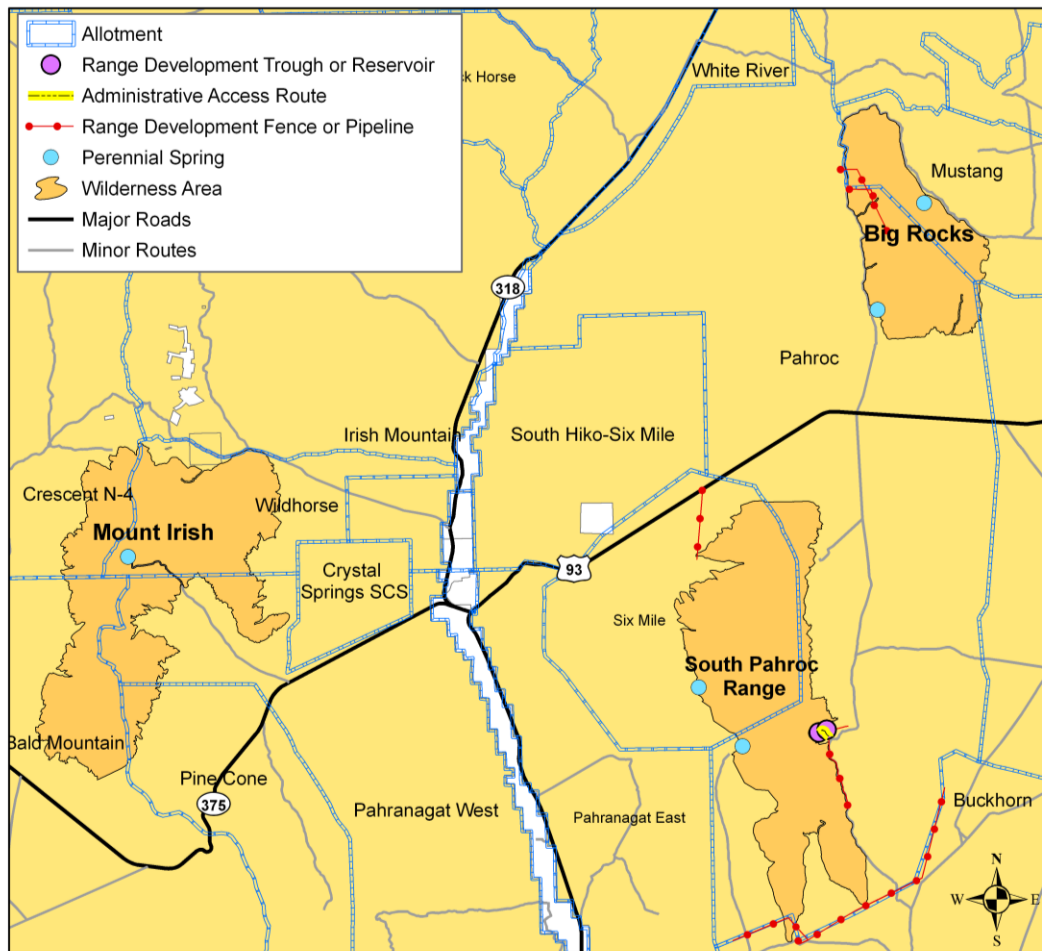 Allotment
Range Development Trough or Reservoir
Administrative Access Route
Range Development Fence or Pipeline
Perennial Spring
Wilderness Area
Major Roads
Minor Routes
Horse
White River
Mustang
Big Rocks
318
Pahroc
Irish Mountain
South Hiko-Six Mile
Crescent N-4
Wildhorse
Mount Irish
Crystal
Springs SCS
93
Six Mile
South Pahroc
Range
Bald Mountain
Pine Cone
375
Pahranagat West
Pahranagat East
Buckhorn
N
W
E
S